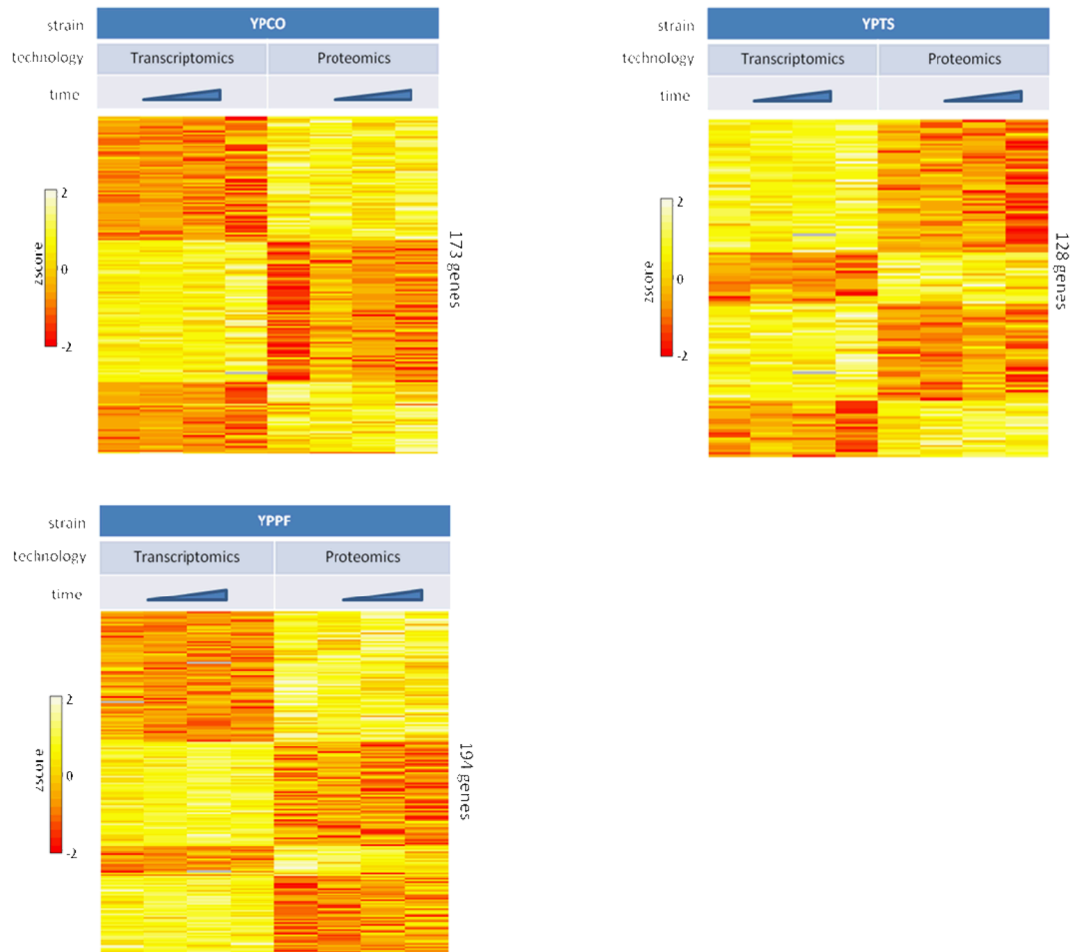 strain YPCO
technology Transcriptomics Proteomics
time
2
0
-2
zscore
173 genes
strain YPTS
technology Transcriptomics Proteomics
time
2
0
-2
zscore
128 genes
strain YPPF
technology Transcriptomics Proteomics
time
2
0
-2
zscore
194 genes